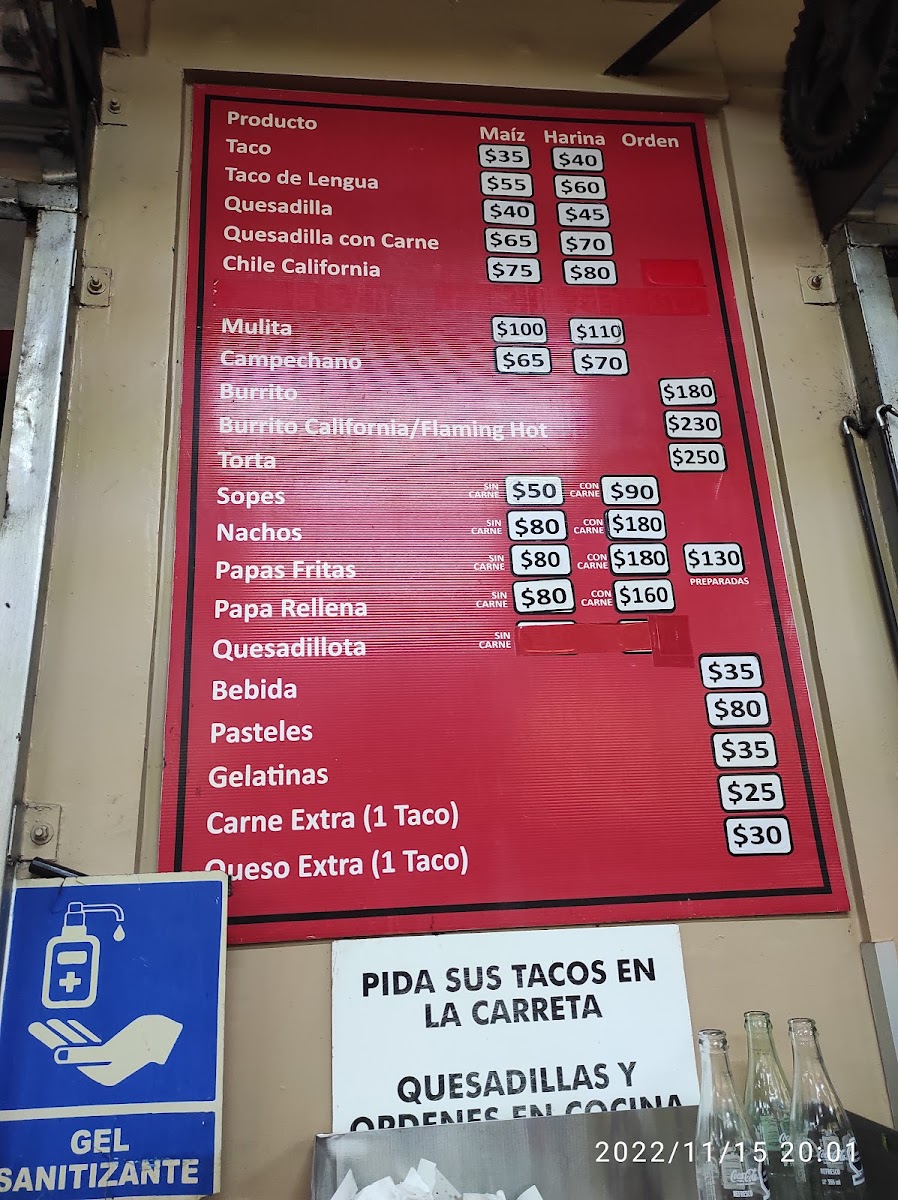 Producto Maíz Harina Orden
Taco $35 $40
Taco de Lengua $55 $60
Quesadilla $40 $45
Quesadilla con Carne $65 $70
Chile California $75 $80
Mulita $100 $110
Campechano $65 $70
Burrito $180
Burrito California/Flaming Hot $230
Torta $250
Sopes SIN CARNE $50 CON CARNE $90
Nachos SIN CARNE $80 CON CARNE $180
Papas Fritas SIN CARNE $80 CON CARNE $180 $130 PREPARADAS
Papa Rellena SIN CARNE $80 CON CARNE $160
Quesadillota SIN CARNE
Bebida $35
Pasteles $80
Gelatinas $35
Carne Extra (1 Taco) $25
Queso Extra (1 Taco) $30
GEL
SANITIZANTE
PIDA SUS TACOS EN
LA CARRETA
QUESADILLAS Y
ORDENES EN COCINA
Coca-Cola
2022/11/15 20:01